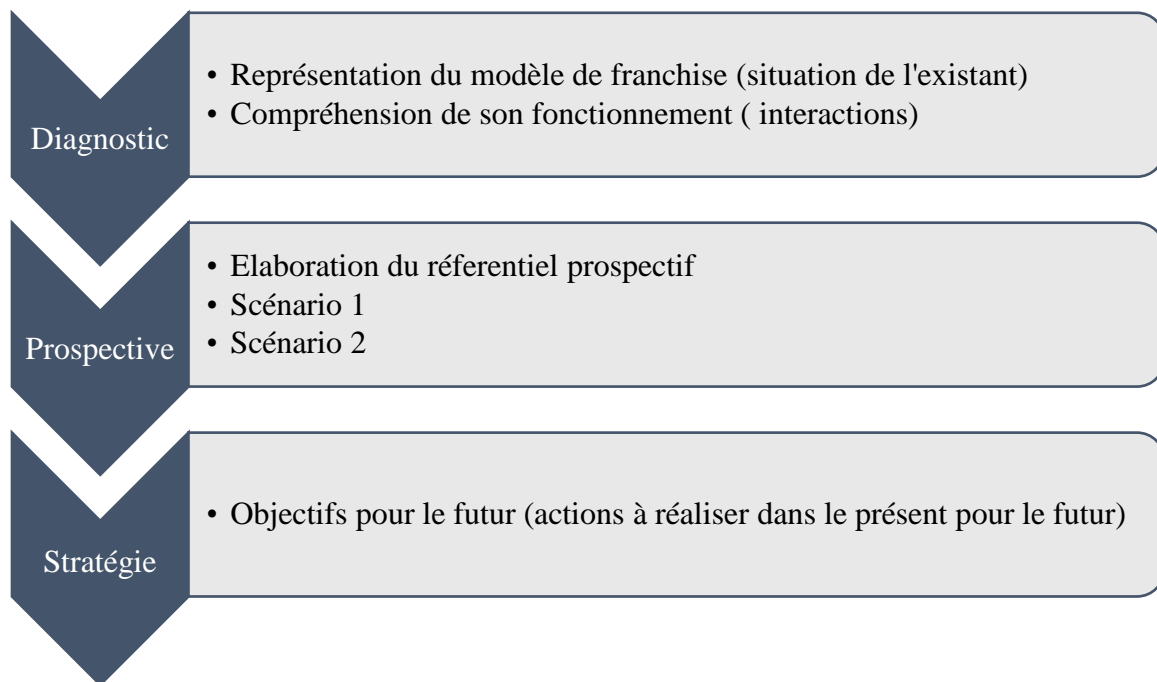 Diagnostic
• Représentation du modèle de franchise (situation de l'existant)
• Compréhension de son fonctionnement ( interactions)
Prospective
• Elaboration du réferentiel prospectif
• Scénario 1
• Scénario 2
Stratégie
• Objectifs pour le futur (actions à réaliser dans le présent pour le futur)